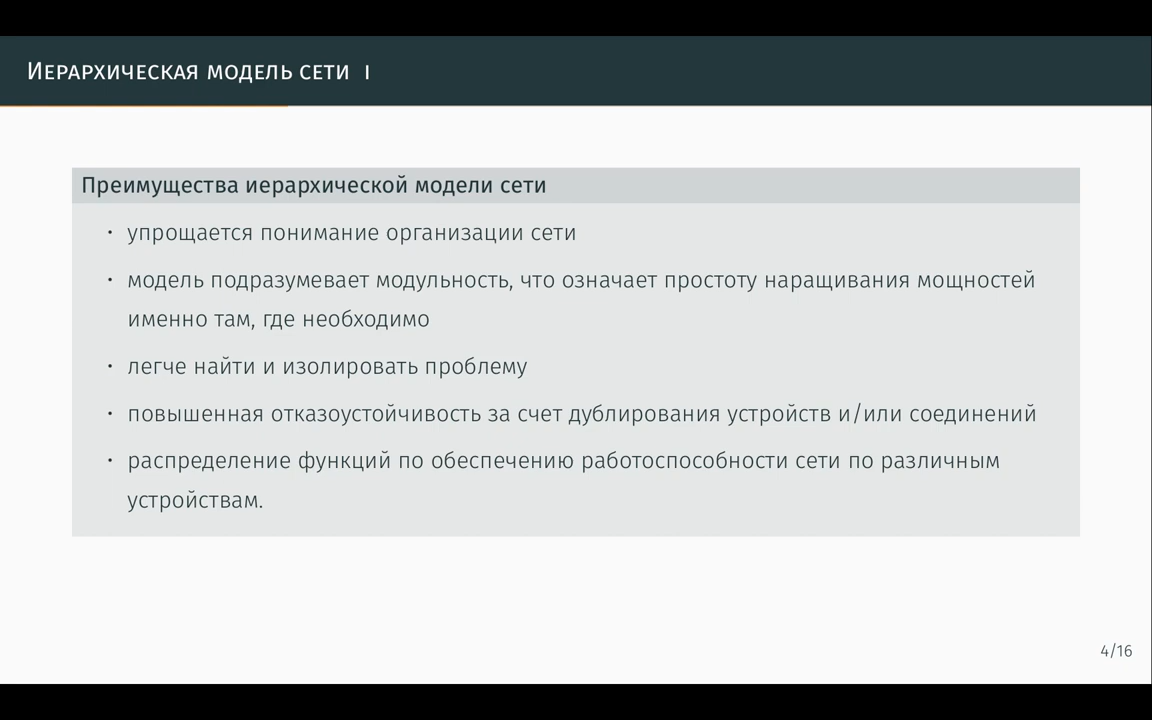 Иерархическая модель сети I
Преимущества иерархической модели сети
• упрощается понимание организации сети
• модель подразумевает модульность, что означает простоту наращивания мощностей
именно там, где необходимо
• легче найти и изолировать проблему
• повышенная отказоустойчивость за счет дублирования устройств и/или соединений
• распределение функций по обеспечению работоспособности сети по различным
устройствам.
4/16